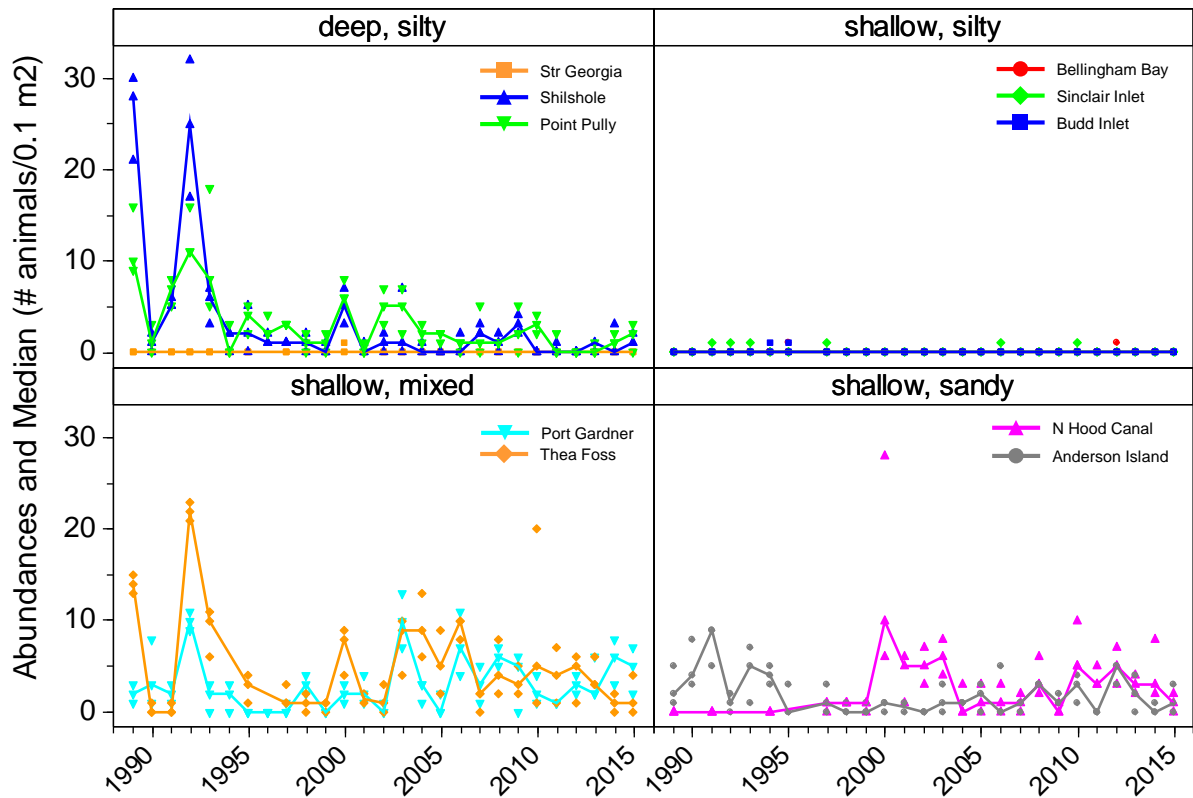 Abundances and Median (# animals/0.1 m2)
deep, silty
shallow, silty
30
20
10
0
Str Georgia
Shilshole
Point Pully
Bellingham Bay
Sinclair Inlet
Budd Inlet
shallow, mixed
shallow, sandy
30
20
10
0
Port Gardner
Thea Foss
N Hood Canal
Anderson Island
1990
1995
2000
2005
2010
2015
1990
1995
2000
2005
2010
2015